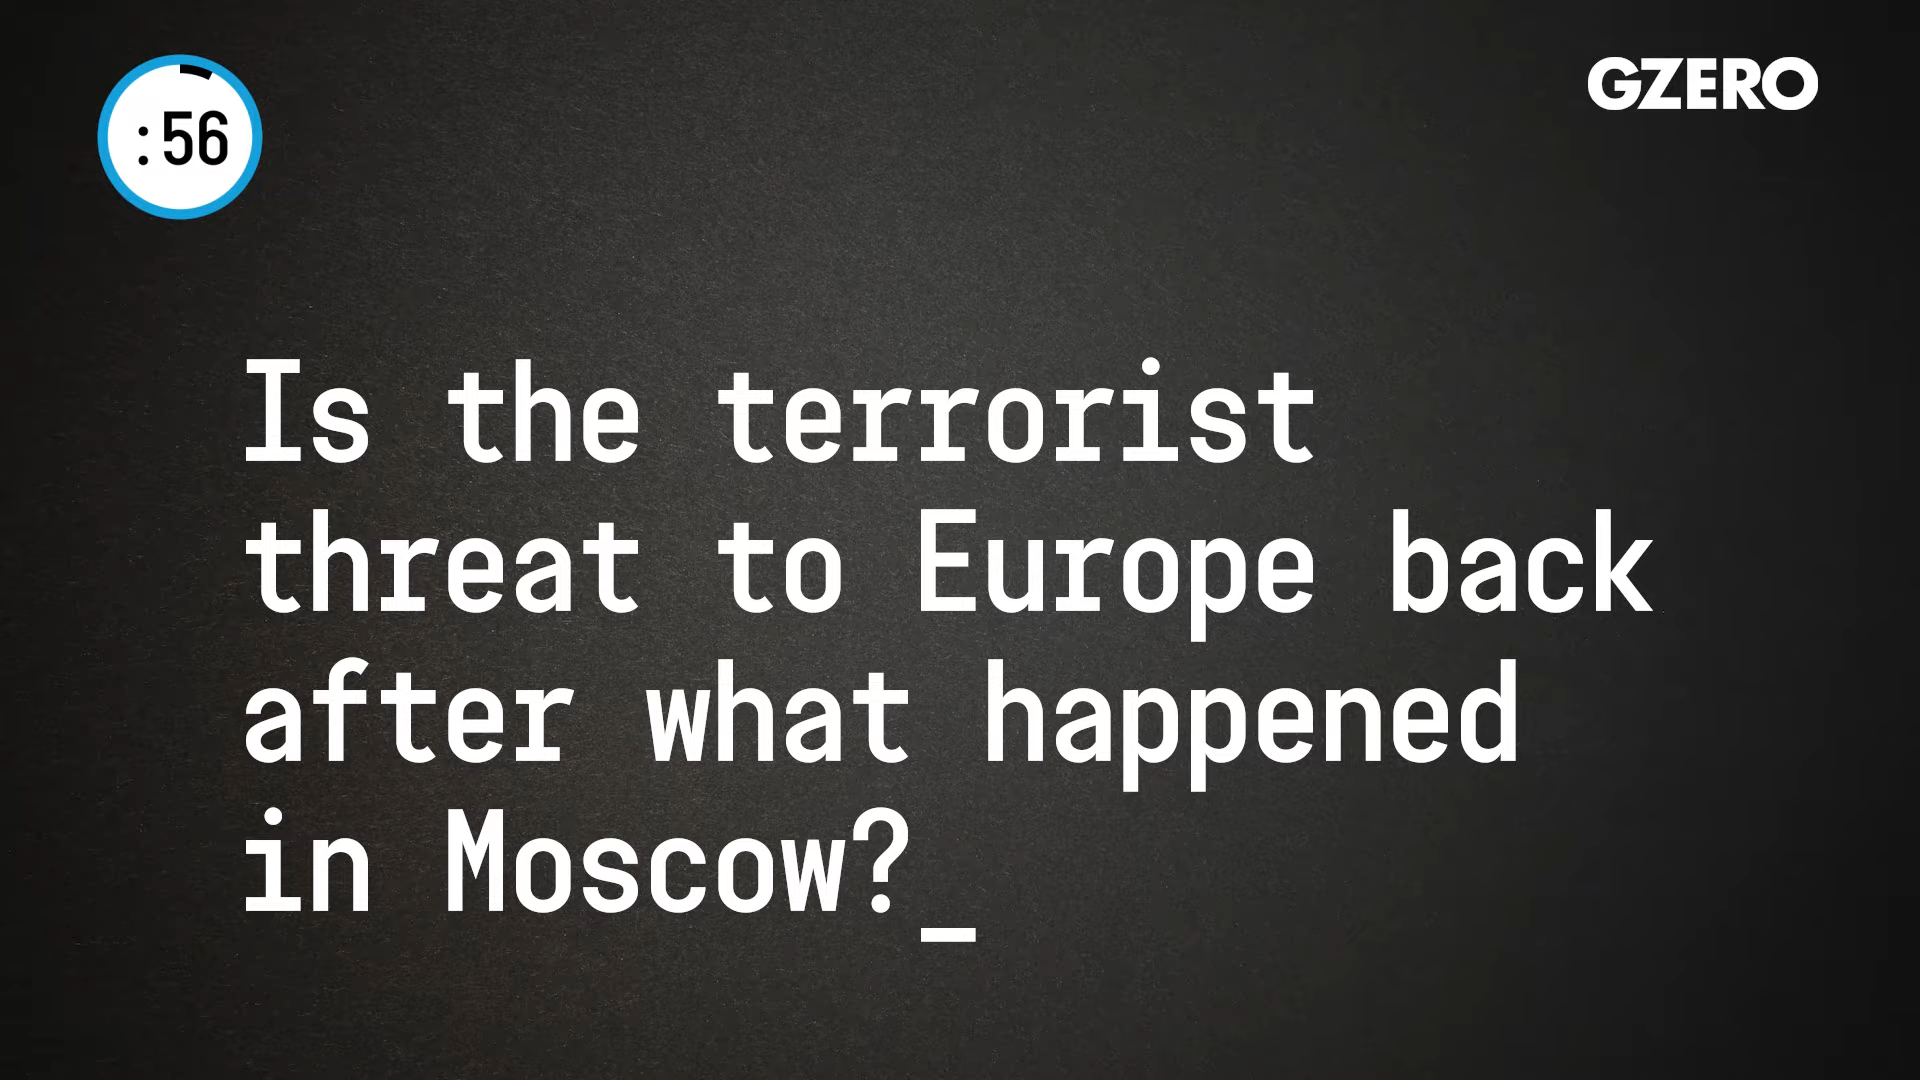 :56
GZERO
Is the terrorist
threat to Europe back
after what happened
in Moscow?_